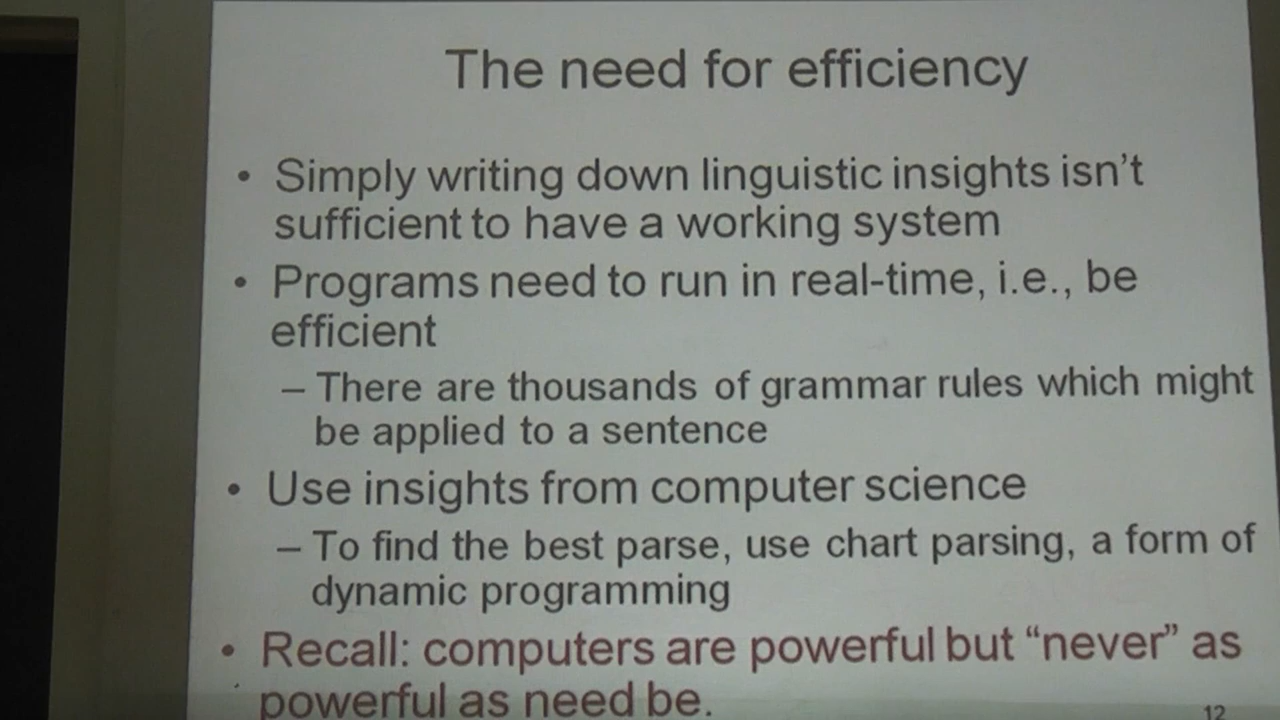 The need for efficiency
• Simply writing down linguistic insights isn't
sufficient to have a working system
• Programs need to run in real-time, i.e., be
efficient
– There are thousands of grammar rules which might
be applied to a sentence
• Use insights from computer science
– To find the best parse, use chart parsing, a form of
dynamic programming
• Recall: computers are powerful but “never” as
powerful as need be.
12